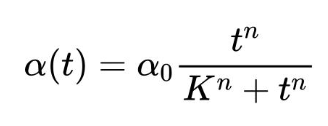 α(t) = α₀ tⁿ / (Kⁿ + tⁿ)